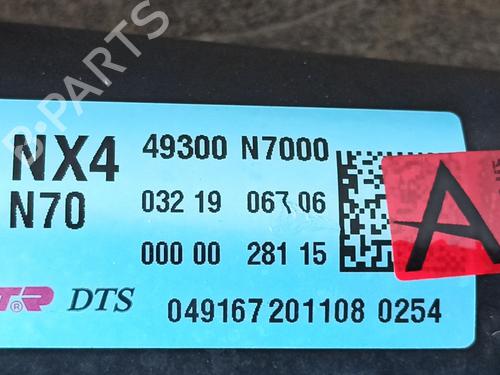 NX4 49300 N7000
N70 032 19 067 06
000 00 281 15
DTS 049167 201108 0254
A
B-PARTS